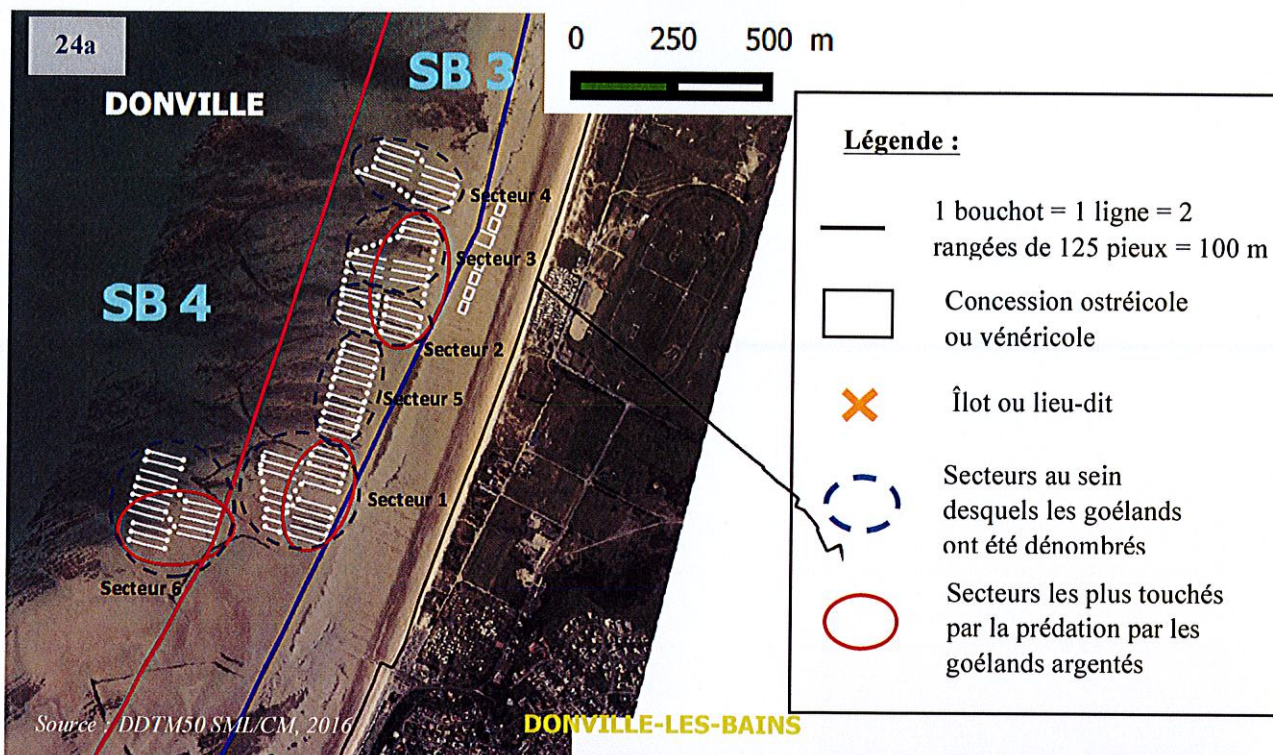 24a
0 250 500 m
SB 3
DONVILLE
Secteur 4
Secteur 3
SB 4
Secteur 2
Secteur 5
Secteur 1
Secteur 6
Source : DDTM50 SML/CM, 2016
DONVILLE-LES-BAINS
Légende :
1 bouchot = 1 ligne = 2
rangées de 125 pieux = 100 m
Concession ostréicole
ou vénéricole
Îlot ou lieu-dit
Secteurs au sein
desquels les goélands
ont été dénombrés
Secteurs les plus touchés
par la prédation par les
goélands argentés